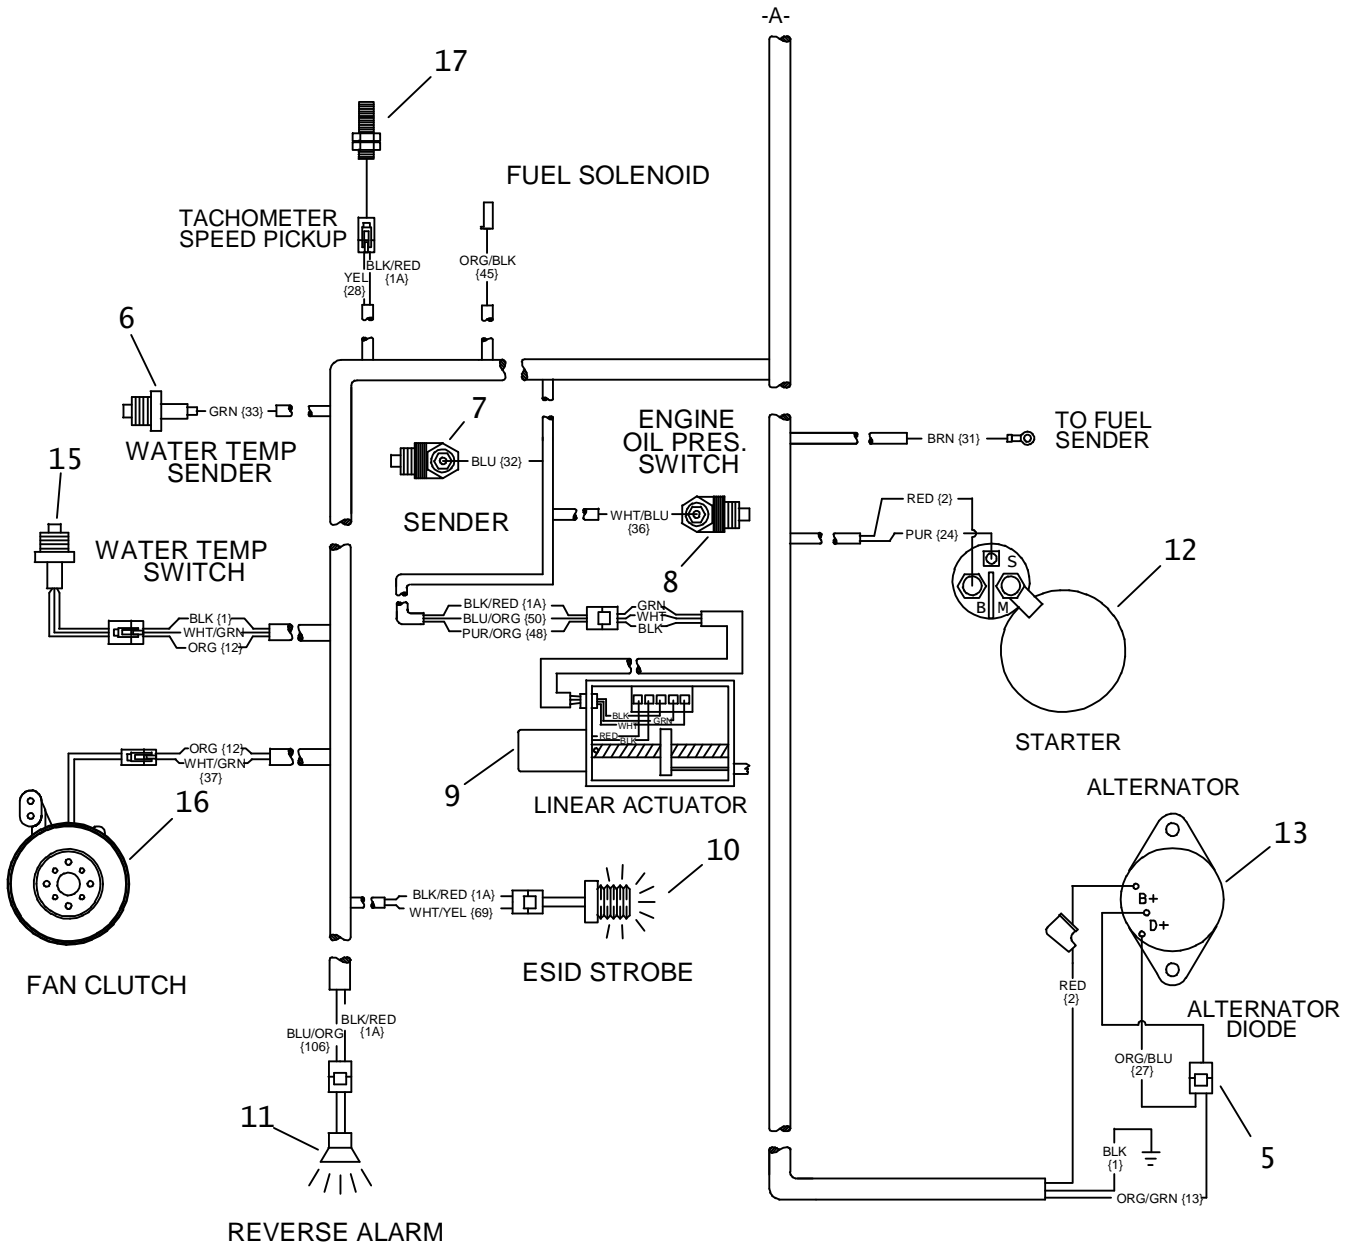 -A-
17
FUEL SOLENOID
TACHOMETER
SPEED PICKUP
BLK/RED
{1A}
YEL
{28}
ORG/BLK
{45}
6
GRN {33}
WATER TEMP
SENDER
7
BLU {32}
SENDER
ENGINE
OIL PRES.
SWITCH
WHT/BLU
{36}
8
BRN {31}
TO FUEL
SENDER
RED {2}
PUR {24}
S
B
M
12
STARTER
15
WATER TEMP
SWITCH
BLK {1}
WHT/GRN
ORG {12}
BLK/RED {1A}
BLU/ORG {50}
PUR/ORG {48}
GRN
WHT
BLK
BLK
GRN
WHT
RED
BLK
9
LINEAR ACTUATOR
ORG {12}
WHT/GRN
{37}
16
FAN CLUTCH
10
BLK/RED {1A}
WHT/YEL {69}
ESID STROBE
ALTERNATOR
13
B+
D+
RED
{2}
ALTERNATOR
DIODE
ORG/BLU
{27}
5
BLK
{1}
ORG/GRN {13}
BLK/RED
{1A}
BLU/ORG
{106}
11
REVERSE ALARM